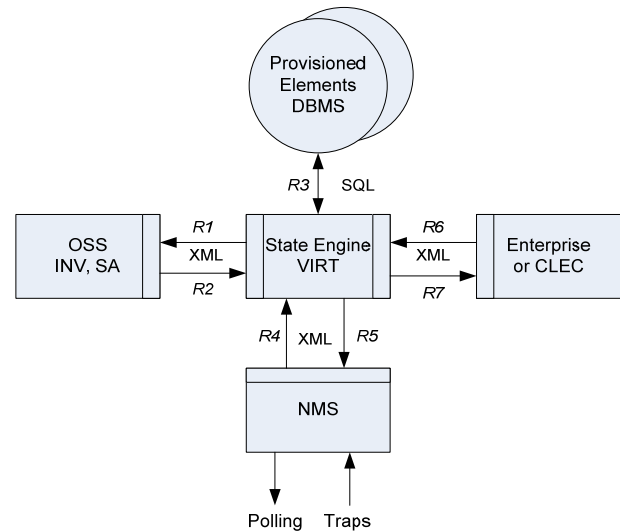 Provisioned
Elements
DBMS
R3 SQL
R1
XML
R2
OSS
INV, SA
State Engine
VIRT
R6
XML
R7
Enterprise
or CLEC
R4 XML R5
NMS
Polling Traps